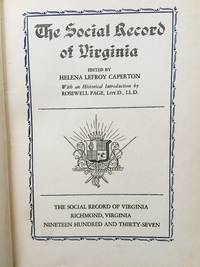 The Social Record
of Virginia
EDITED BY
HELENA LEFROY CAPERTON
With an Historical Introduction by
ROSEWELL PAGE, LITT D., LL.D.
THE SOCIAL RECORD OF VIRGINIA
RICHMOND, VIRGINIA
NINETEEN HUNDRED AND THIRTY-SEVEN